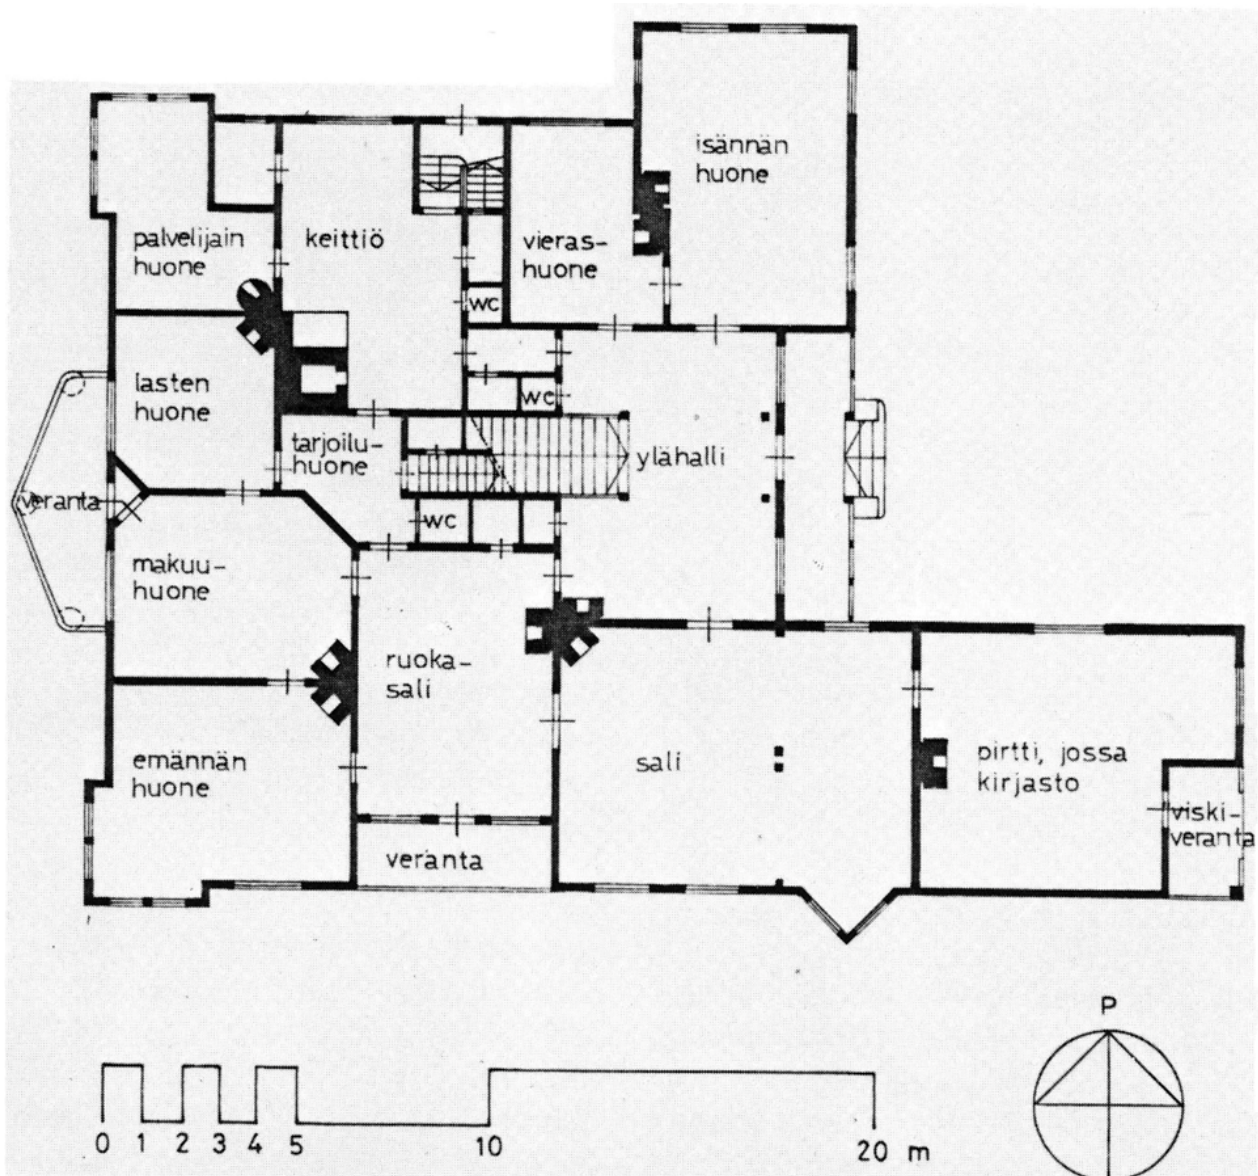 isännän
huone
palvelijain
huone
keittiö
vieras-
huone
wc
lasten
huone
wc
tarjoilu-
huone
ylähalli
veranta
wc
makuu-
huone
ruoka-
sali
emännän
huone
sali
pirtti, jossa
kirjasto
viski-
veranta
veranta
P
0 1 2 3 4 5 10 20 m